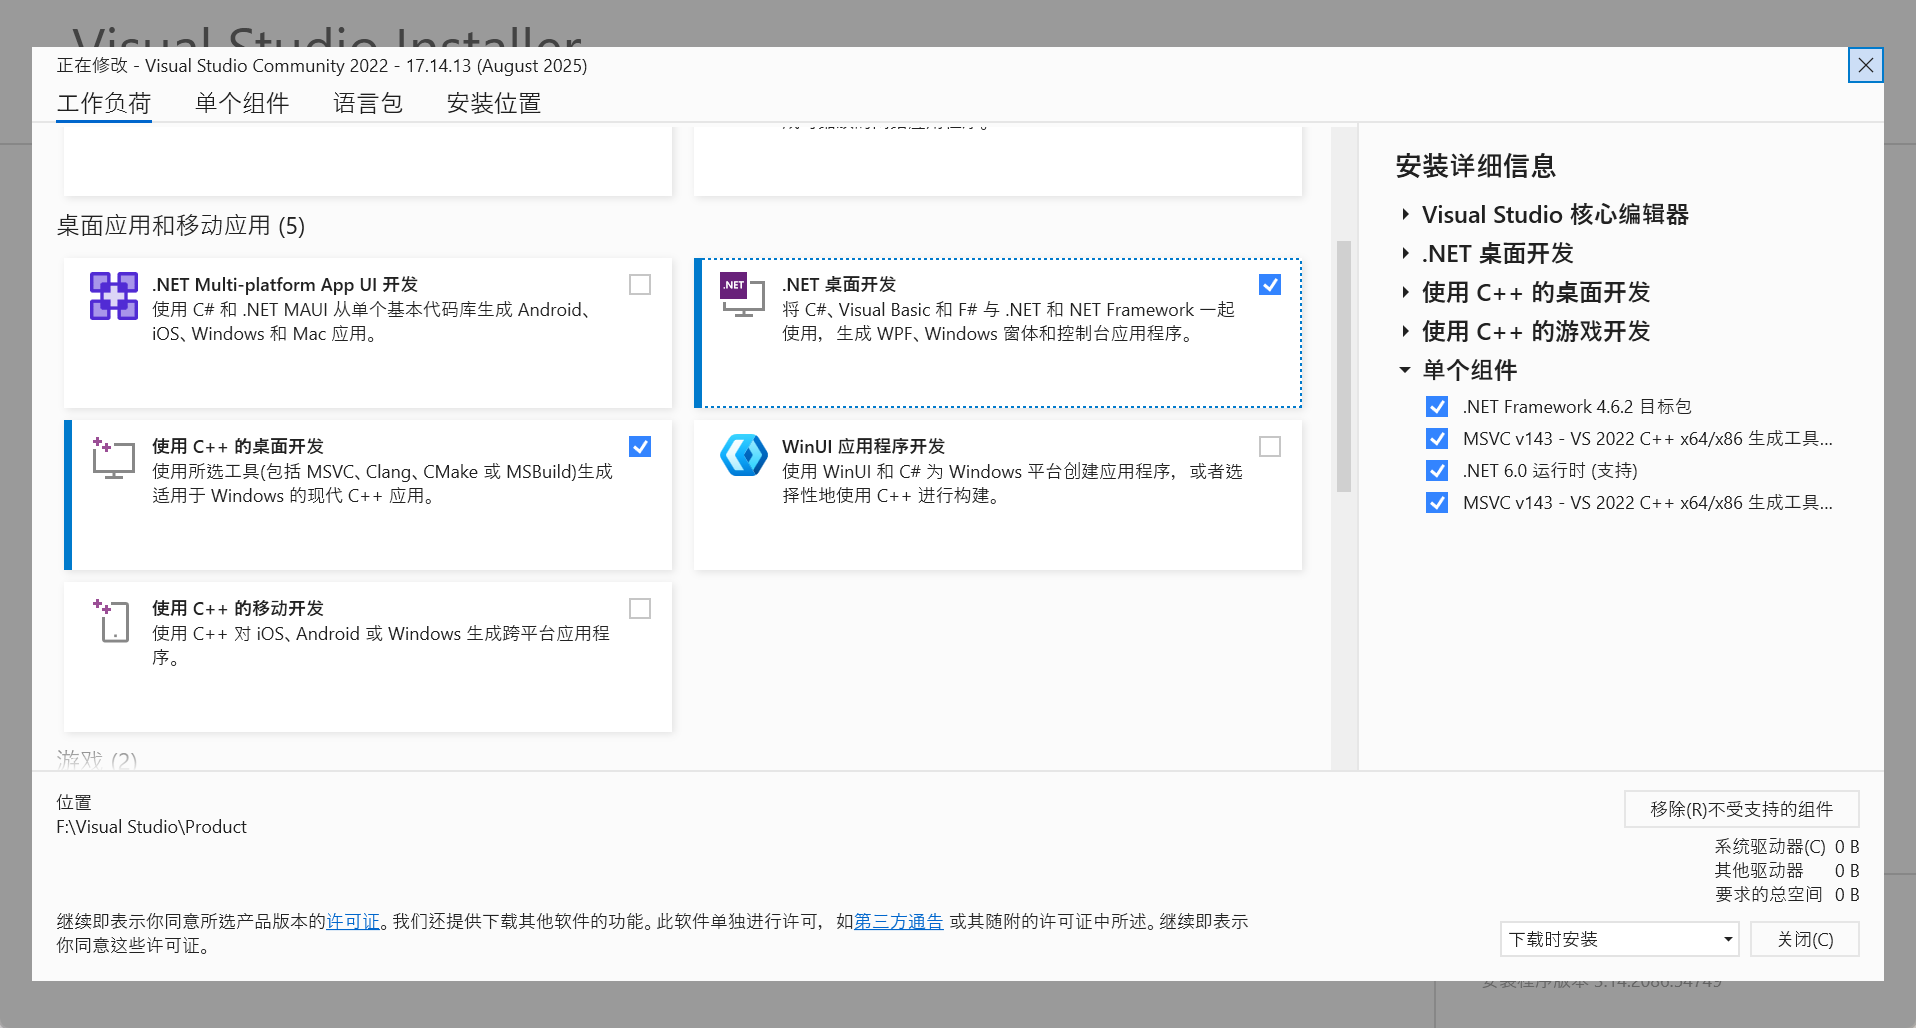 Visual Studio Installer
正在修改 - Visual Studio Community 2022 - 17.14.13 (August 2025)
工作负荷 单个组件 语言包 安装位置
桌面应用和移动应用 (5)
.NET Multi-platform App UI 开发
使用 C# 和 .NET MAUI 从单个基本代码库生成 Android、
iOS、Windows 和 Mac 应用。
.NET
.NET 桌面开发
将 C#、Visual Basic 和 F# 与 .NET 和 NET Framework 一起
使用，生成 WPF、Windows 窗体和控制台应用程序。
使用 C++ 的桌面开发
使用所选工具(包括 MSVC、Clang、CMake 或 MSBuild)生成
适用于 Windows 的现代 C++ 应用。
WinUI 应用程序开发
使用 WinUI 和 C# 为 Windows 平台创建应用程序，或者选
择性地使用 C++ 进行构建。
使用 C++ 的移动开发
使用 C++ 对 iOS、Android 或 Windows 生成跨平台应用程
序。
游戏 (2)
安装详细信息
Visual Studio 核心编辑器
.NET 桌面开发
使用 C++ 的桌面开发
使用 C++ 的游戏开发
单个组件
.NET Framework 4.6.2 目标包
MSVC v143 - VS 2022 C++ x64/x86 生成工具...
.NET 6.0 运行时 (支持)
MSVC v143 - VS 2022 C++ x64/x86 生成工具...
位置
F:\Visual Studio\Product
移除(R)不受支持的组件
系统驱动器(C) 0 B
其他驱动器 0 B
要求的总空间 0 B
继续即表示你同意所选产品版本的许可证。我们还提供下载其他软件的功能。此软件单独进行许可，如第三方通告 或其随附的许可证中所述。继续即表示
你同意这些许可证。
下载时安装
关闭(C)